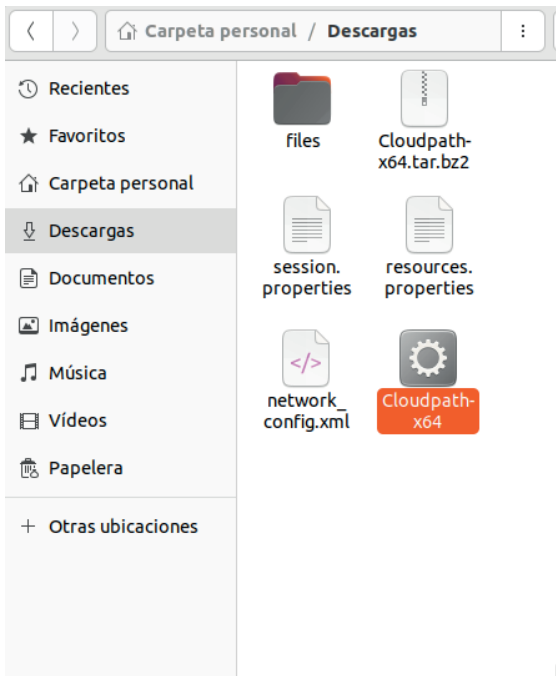 Carpeta personal / Descargas
Recientes
Favoritos
Carpeta personal
Descargas
Documentos
Imágenes
Música
Vídeos
Papelera
+ Otras ubicaciones
files
Cloudpath-
x64.tar.bz2
session.
properties
resources.
properties
</>
network_
config.xml
Cloudpath-
x64